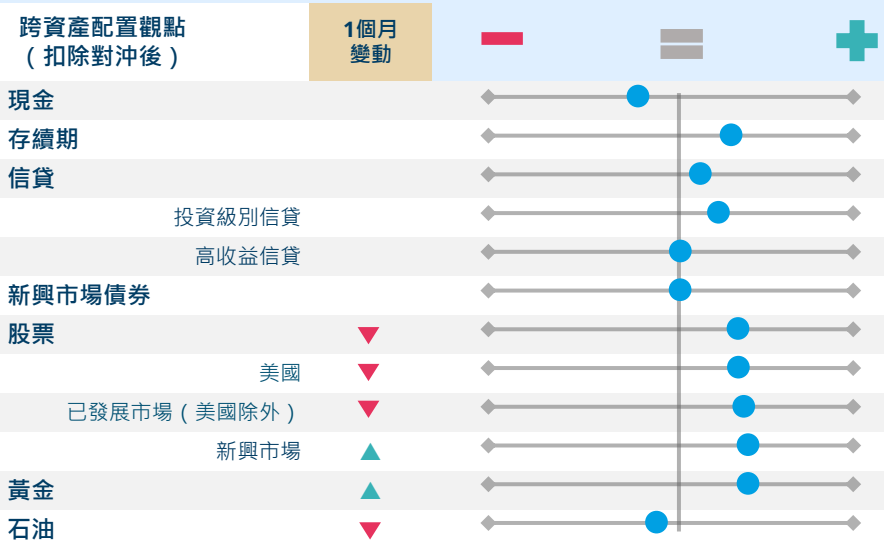 跨資產配置觀點
（扣除對沖後）
1個月
變動
現金
存續期
信貸
投資級別信貸
高收益信貸
新興市場債券
股票
美國
已發展市場（美國除外）
新興市場
黃金
石油